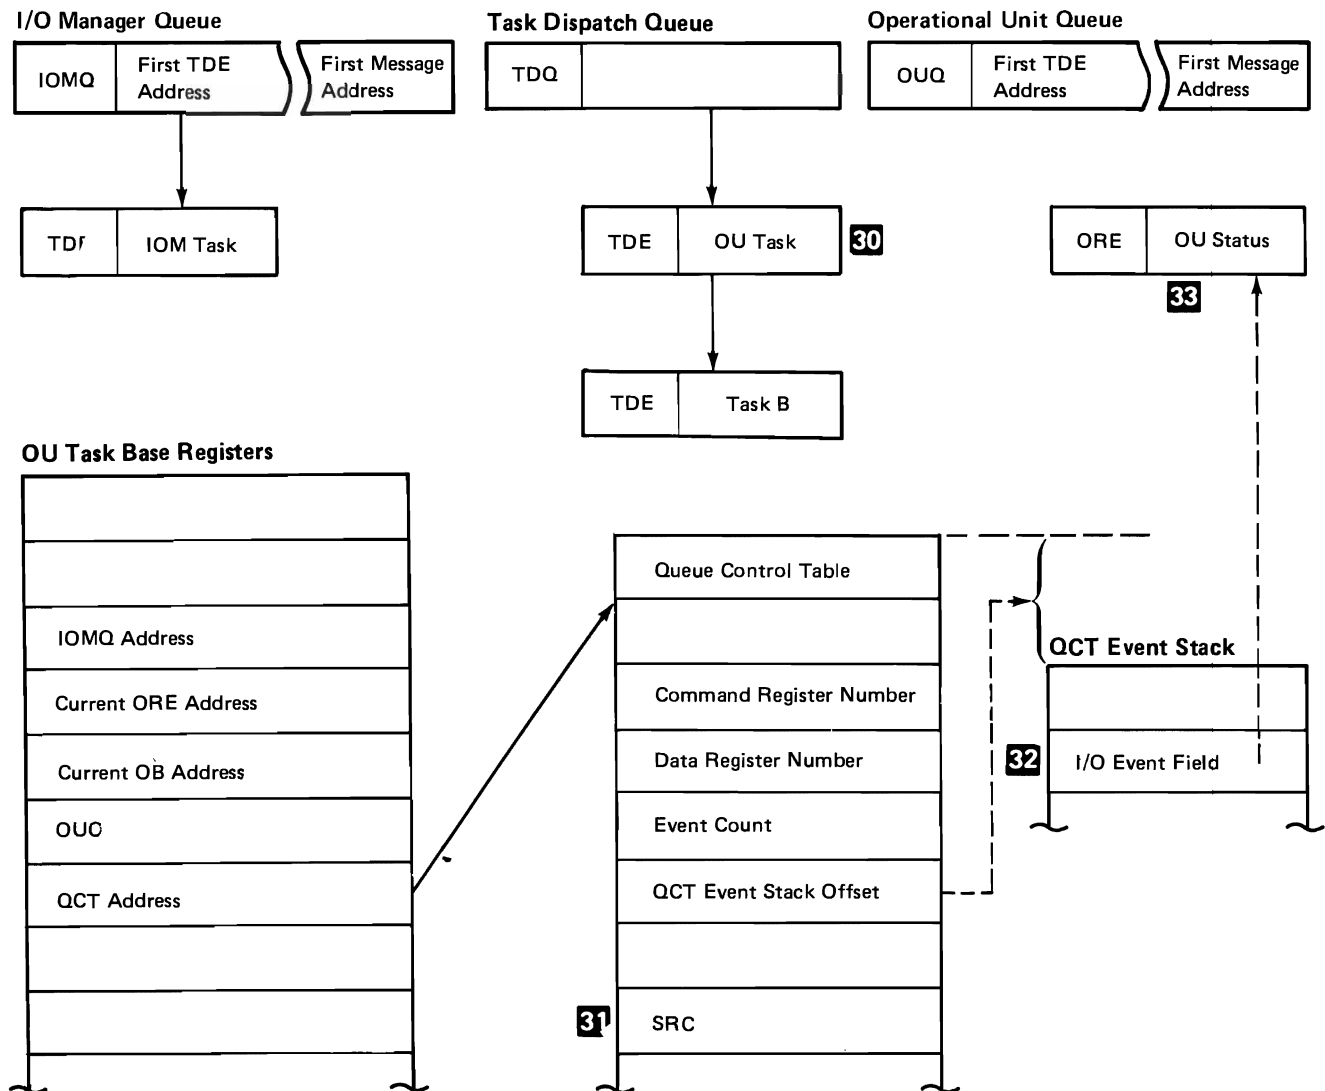 I/O Manager Queue
Task Dispatch Queue
Operational Unit Queue
IOMQ
First TDE
Address
First Message
Address
TDQ
OUQ
First TDE
Address
First Message
Address
TDE
IOM Task
TDE
OU Task
30
ORE
OU Status
33
TDE
Task B
OU Task Base Registers
IOMQ Address
Current ORE Address
Current OB Address
OUQ
QCT Address
Queue Control Table
Command Register Number
Data Register Number
Event Count
QCT Event Stack Offset
31
SRC
QCT Event Stack
32
I/O Event Field